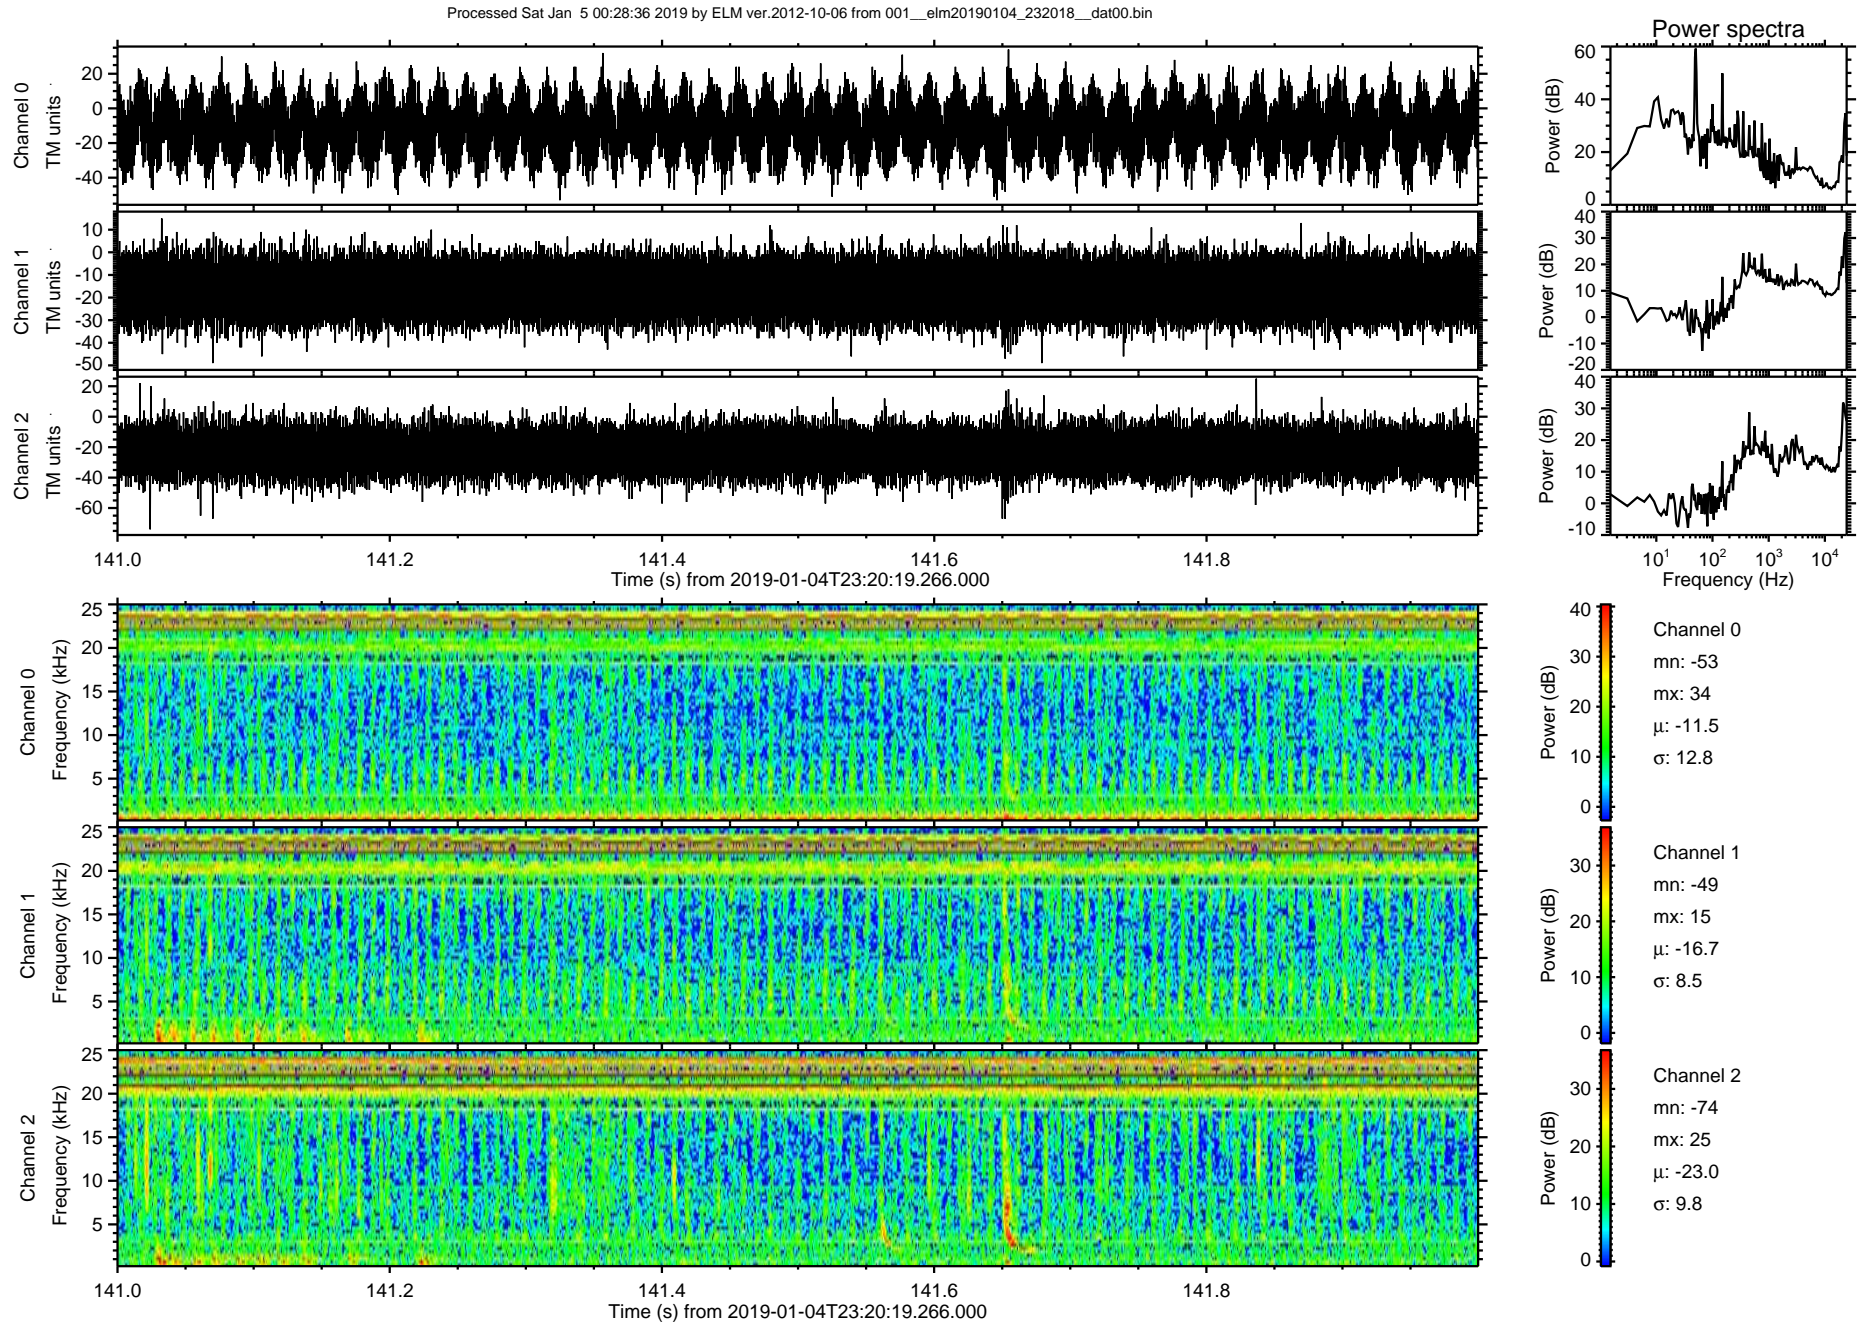 Processed Sat Jan  5 00:28:36 2019 by ELM ver.2012-10-06 from 001__elm20190104_232018__dat00.bin
Power spectra
Channel 0
TM units
20
0
-20
-40
Power (dB)
60
40
20
0
Channel 1
TM units
10
0
-10
-20
-30
-40
-50
Power (dB)
40
30
20
10
0
-10
-20
Channel 2
TM units
20
0
-20
-40
-60
Power (dB)
40
30
20
10
0
-10
141.0 141.2 141.4 141.6 141.8
Time (s) from 2019-01-04T23:20:19.266.000
10¹ 10² 10³ 10⁴
Frequency (Hz)
Channel 0
Frequency (kHz)
25
20
15
10
5
Power (dB)
40
30
20
10
0
Channel 0
mn: -53
mx: 34
μ: -11.5
σ: 12.8
Channel 1
Frequency (kHz)
25
20
15
10
5
Power (dB)
30
20
10
0
Channel 1
mn: -49
mx: 15
μ: -16.7
σ: 8.5
Channel 2
Frequency (kHz)
25
20
15
10
5
Power (dB)
30
20
10
0
Channel 2
mn: -74
mx: 25
μ: -23.0
σ: 9.8
141.0 141.2 141.4 141.6 141.8
Time (s) from 2019-01-04T23:20:19.266.000